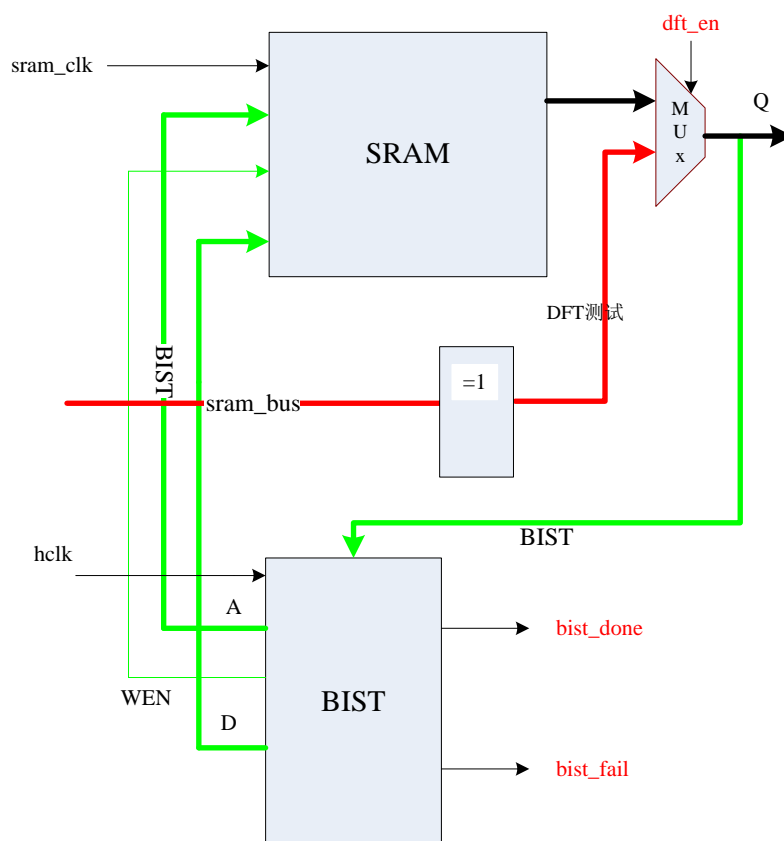 dft_en
sram_clk
SRAM
M
U
x
Q
DFT测试
BIST
=1
sram_bus
BIST
hclk
A
bist_done
WEN
BIST
D
bist_fail